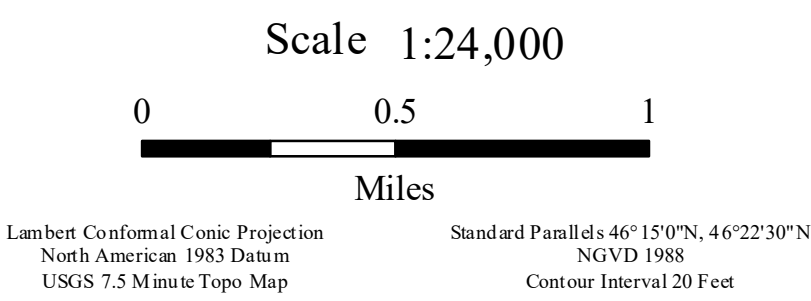 Scale 1:24,000
0 0.5 1
Miles
Lambert Conformal Conic Projection
North American 1983 Datum
USGS 7.5 Minute Topo Map
Standard Parallels 46°15'0"N, 46°22'30"N
NGVD 1988
Contour Interval 20 Feet